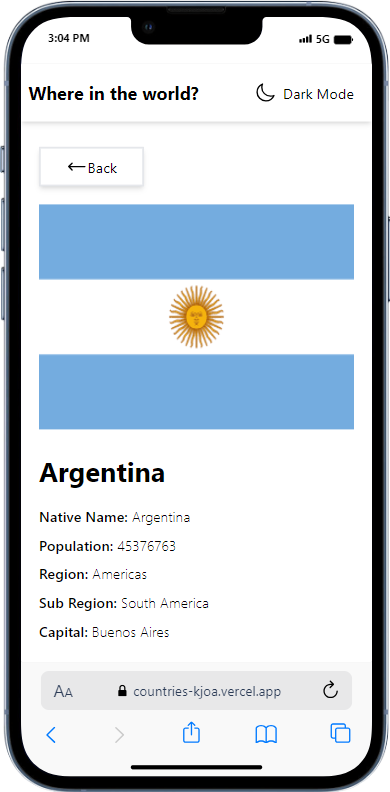 3:04 PM 5G
Where in the world? Dark Mode
←Back
Argentina
Native Name: Argentina
Population: 45376763
Region: Americas
Sub Region: South America
Capital: Buenos Aires
AA countries-kjoa.vercel.app